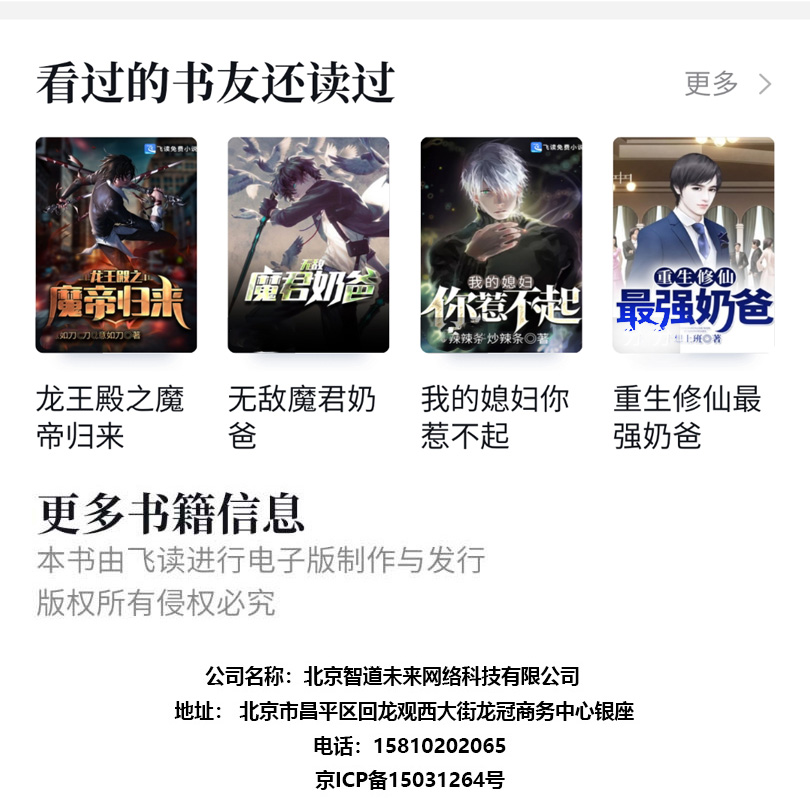 看过的书友还读过
更多
飞读免费小说
龙王殿之
魔帝归来
无敌
魔君奶爸
飞读免费小说
我的媳妇
你惹不起
辣辣条炒辣条◎著
重生修仙
最强奶爸
龙王殿之魔
帝归来
无敌魔君奶
爸
我的媳妇你
惹不起
重生修仙最
强奶爸
更多书籍信息
本书由飞读进行电子版制作与发行
版权所有侵权必究
公司名称：北京智道未来网络科技有限公司
地址： 北京市昌平区回龙观西大街龙冠商务中心银座
电话：15810202065
京ICP备15031264号